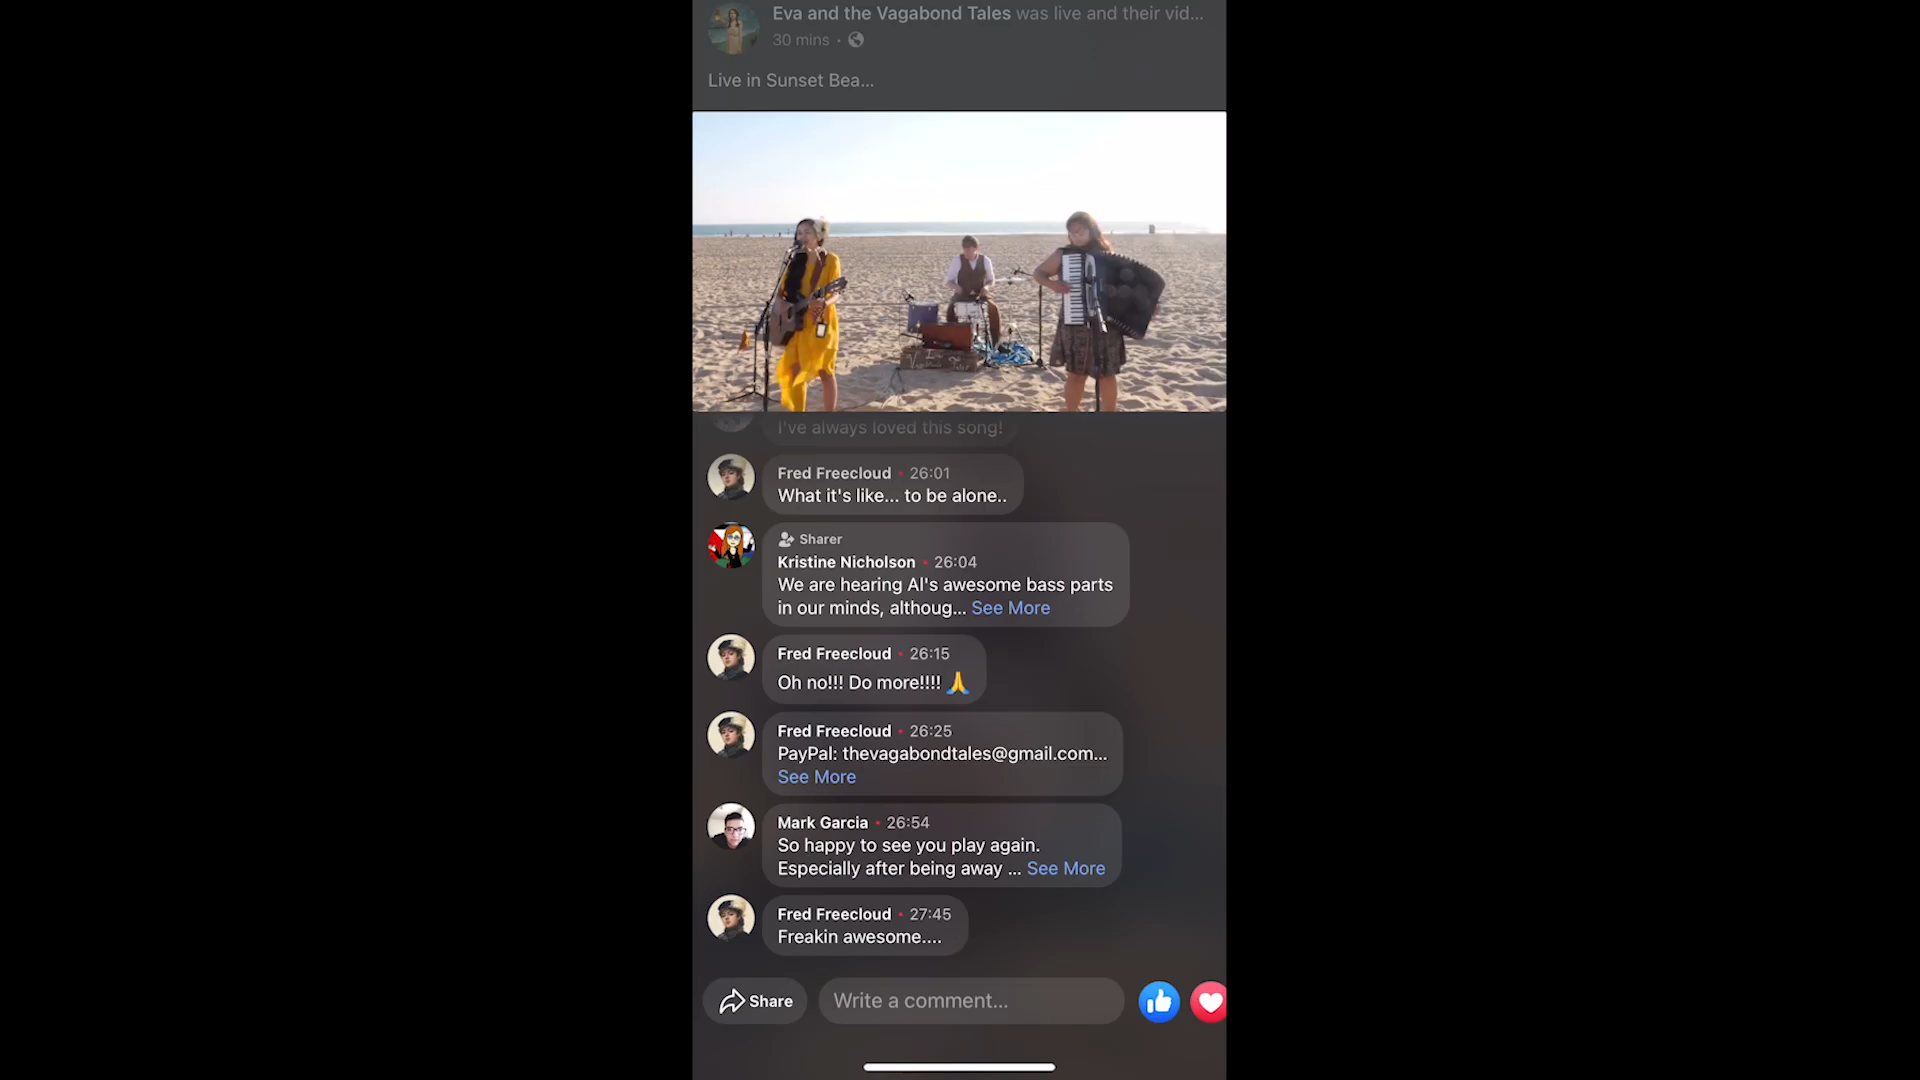 Eva and the Vagabond Tales was live and their vid...
30 mins ·
Live in Sunset Bea...
I've always loved this song!
Fred Freecloud • 26:01
What it's like... to be alone..
Sharer
Kristine Nicholson • 26:04
We are hearing Al's awesome bass parts
in our minds, althoug... See More
Fred Freecloud • 26:15
Oh no!!! Do more!!!! 🙏
Fred Freecloud • 26:25
PayPal: thevagabondtales@gmail.com...
See More
Mark Garcia • 26:54
So happy to see you play again.
Especially after being away ... See More
Fred Freecloud • 27:45
Freakin awesome....
Share
Write a comment...